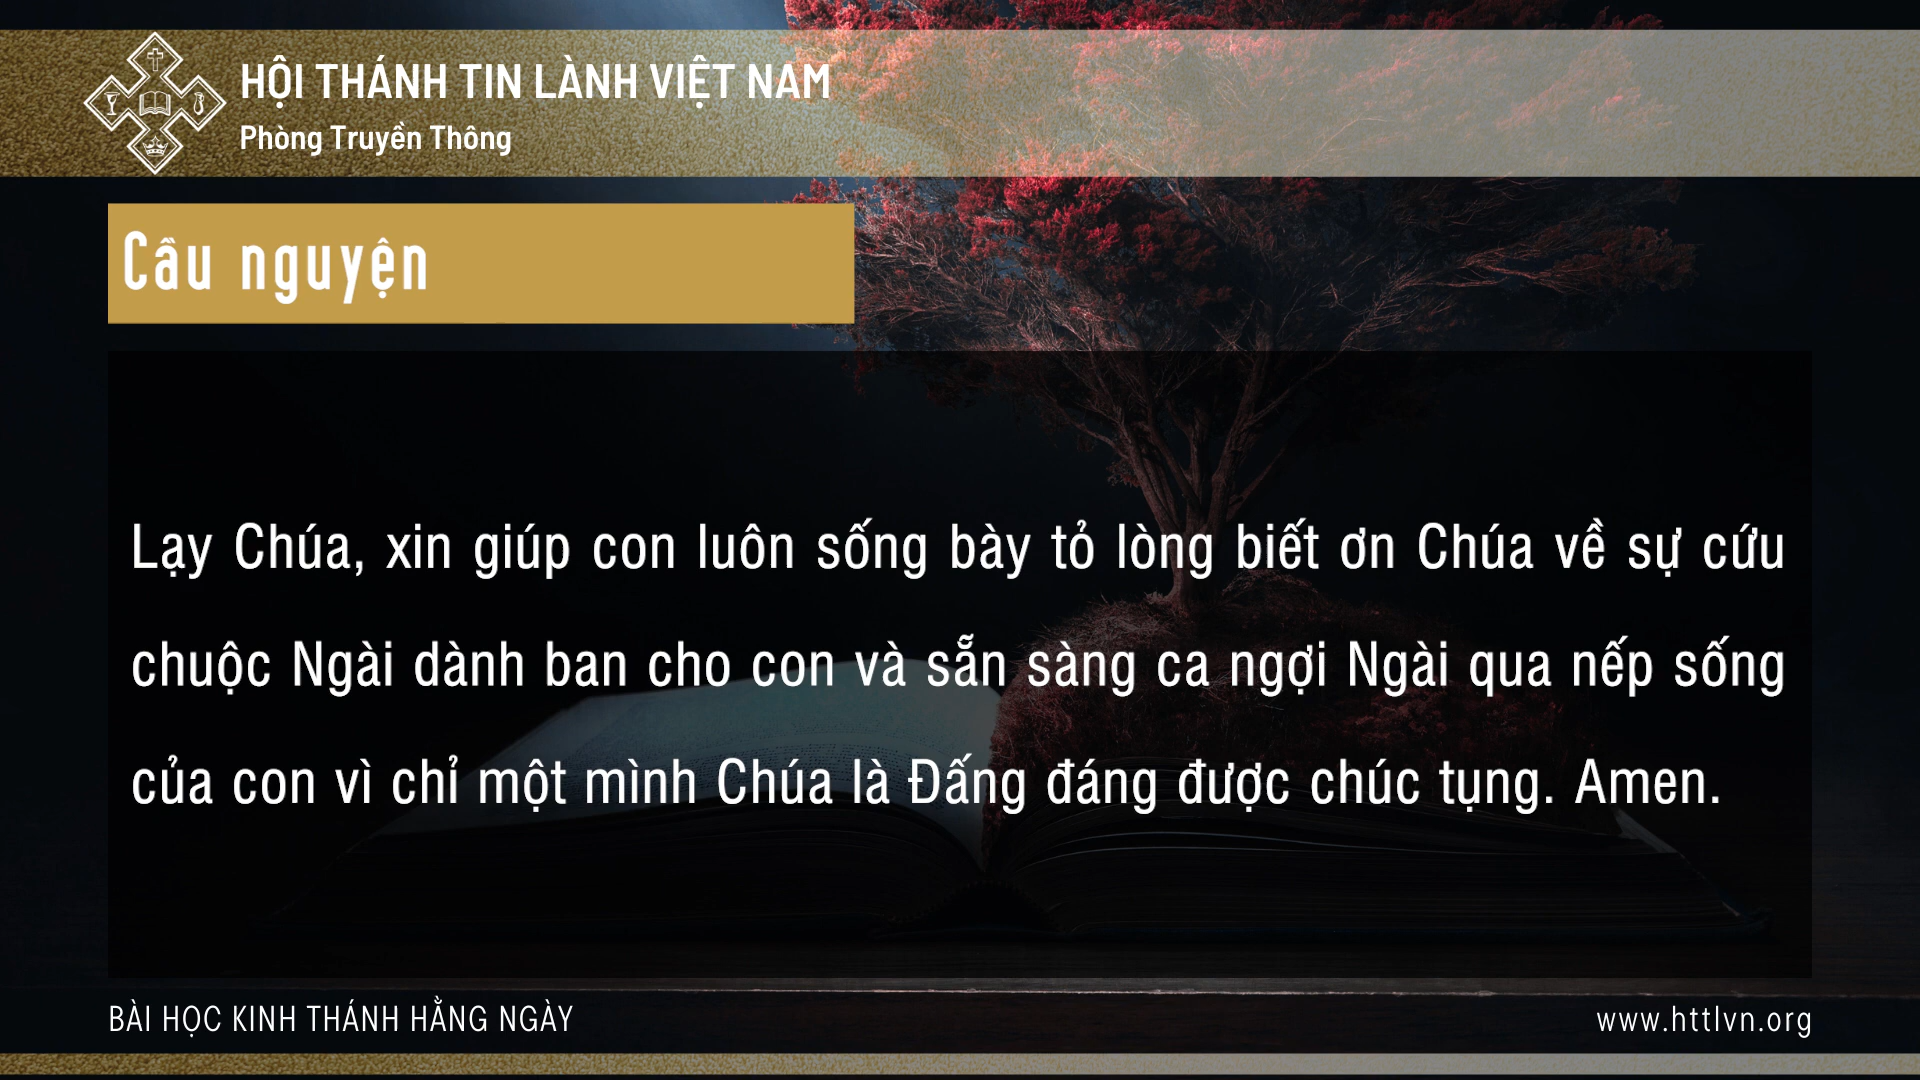 HỘI THÁNH TIN LÀNH VIỆT NAM
Phòng Truyền Thông
Cầu nguyện
Lạy Chúa, xin giúp con luôn sống bày tỏ lòng biết ơn Chúa về sự cứu
chuộc Ngài dành ban cho con và sẵn sàng ca ngợi Ngài qua nếp sống
của con vì chỉ một mình Chúa là Đấng đáng được chúc tụng. Amen.
BÀI HỌC KINH THÁNH HẰNG NGÀY
www.httlvn.org